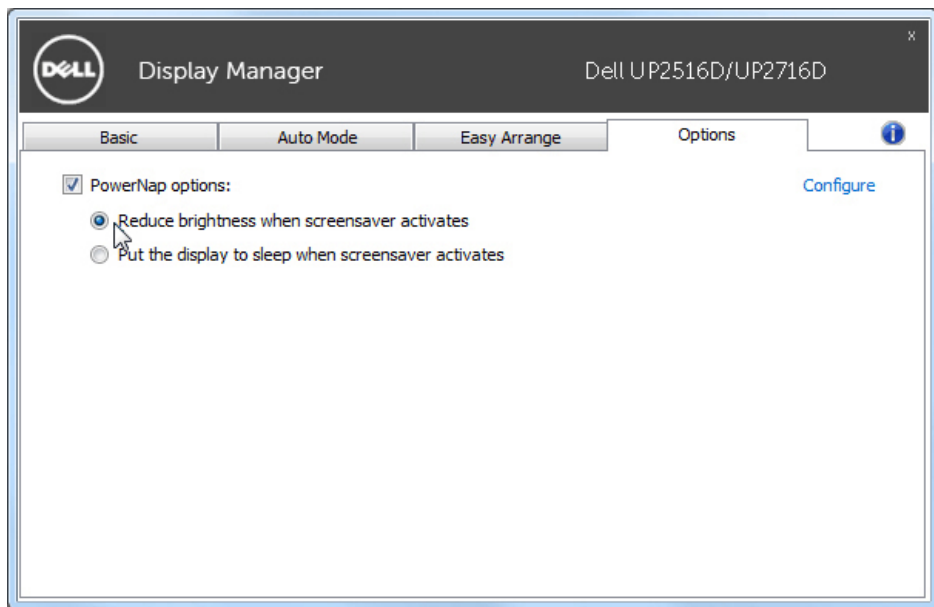 DELL
Display Manager
Dell UP2516D/UP2716D
x
Basic
Auto Mode
Easy Arrange
Options
i
PowerNap options:
Configure
Reduce brightness when screensaver activates
Put the display to sleep when screensaver activates